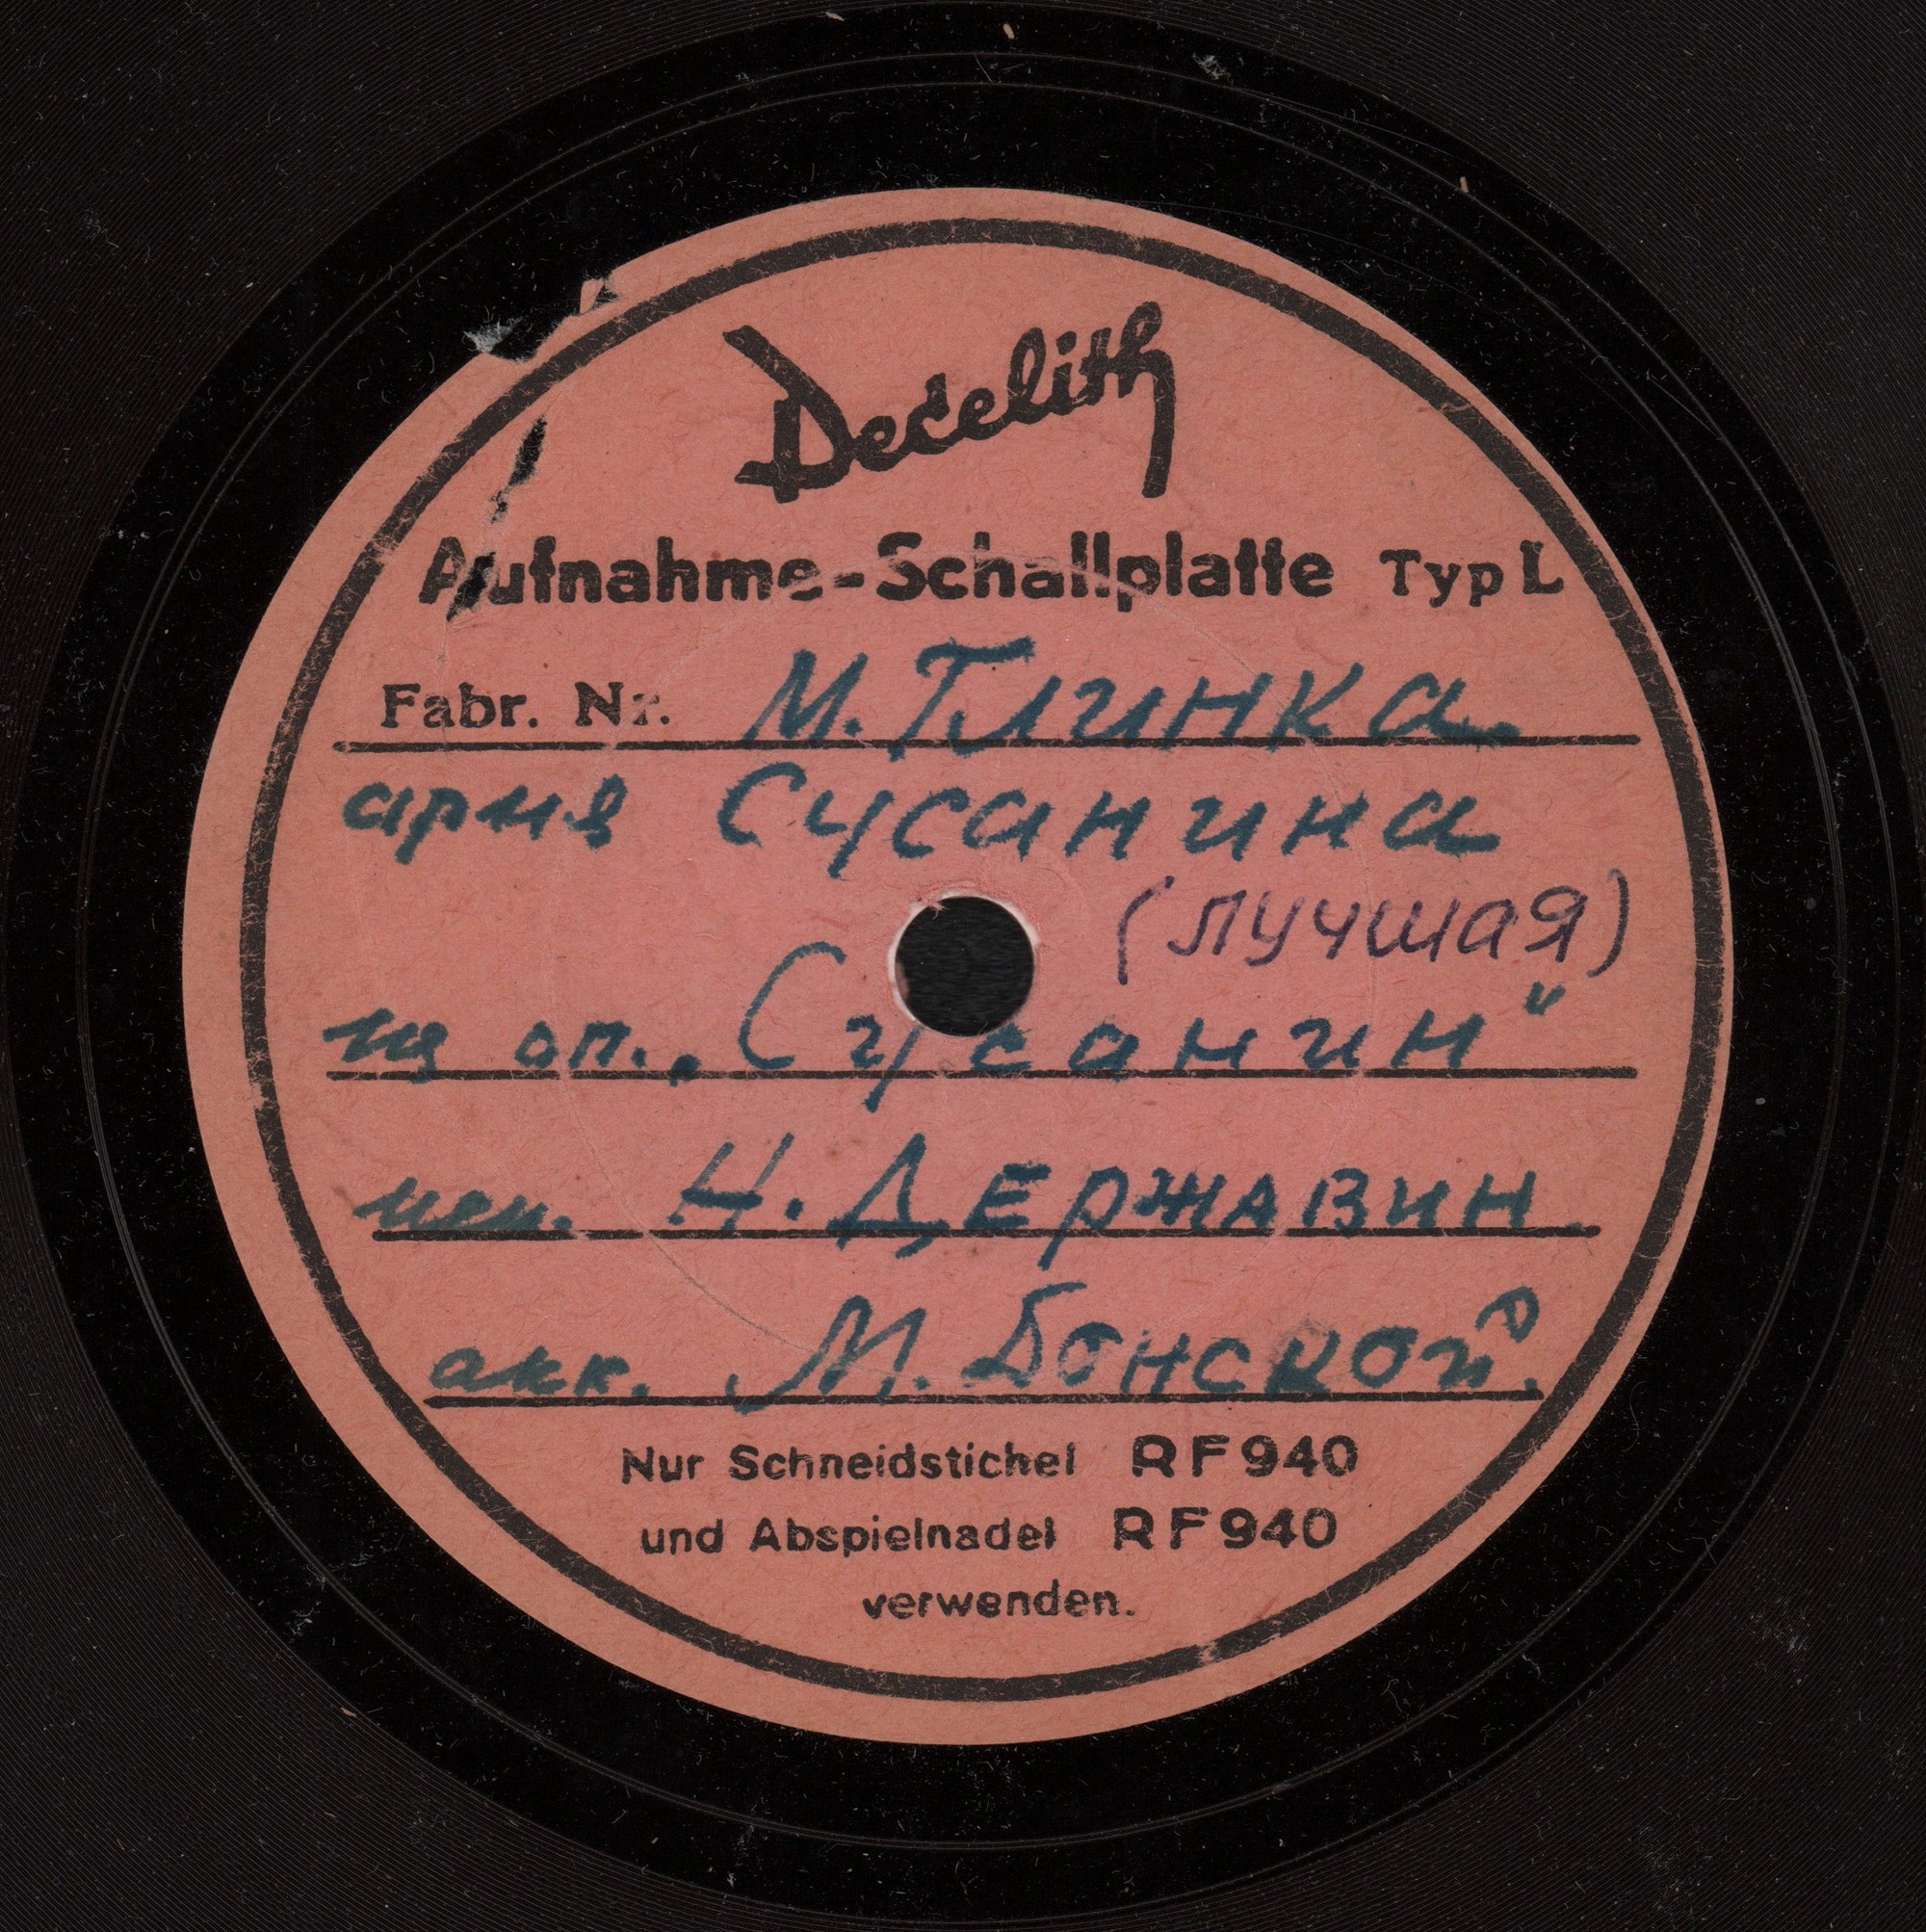 Decelith
Aufnahme-Schallplatte Typ L
Fabr. Nr. М. Глинка
ария Сусанина
(лучшая)
из оп. „Сусанин“
исп. Н. Державин.
акк. М. Бонской.
Nur Schneidstichel RF940
und Abspielnadel RF940
verwenden.